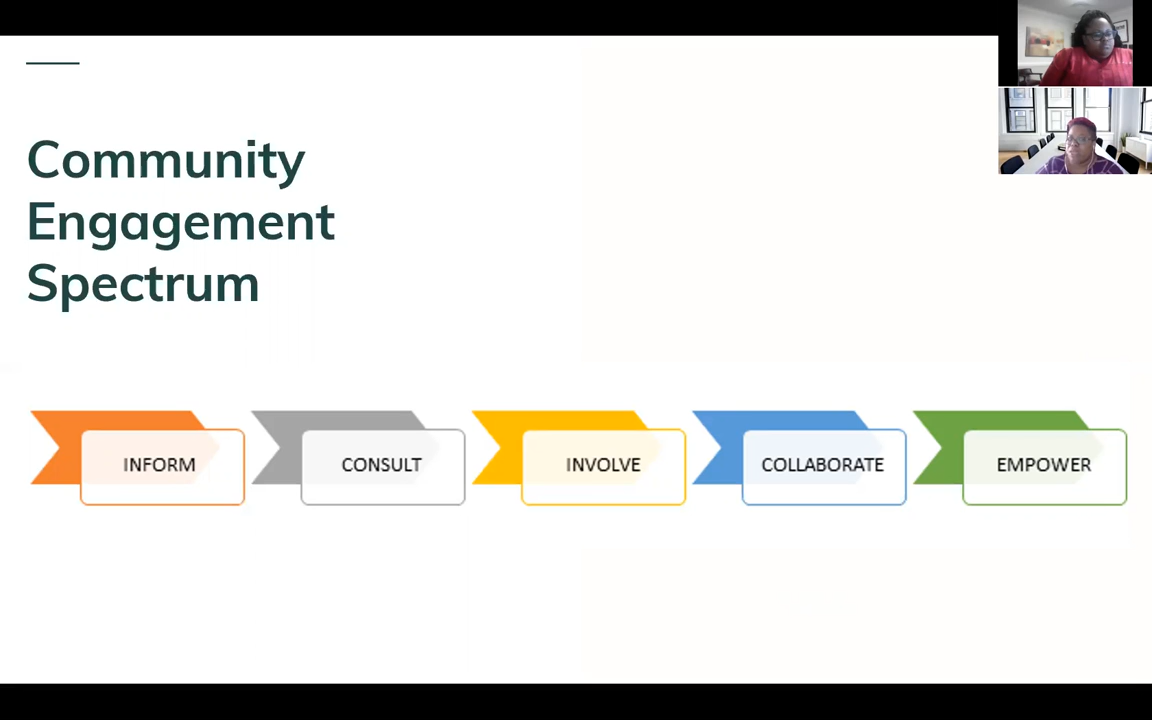 Community
Engagement
Spectrum
INFORM
CONSULT
INVOLVE
COLLABORATE
EMPOWER